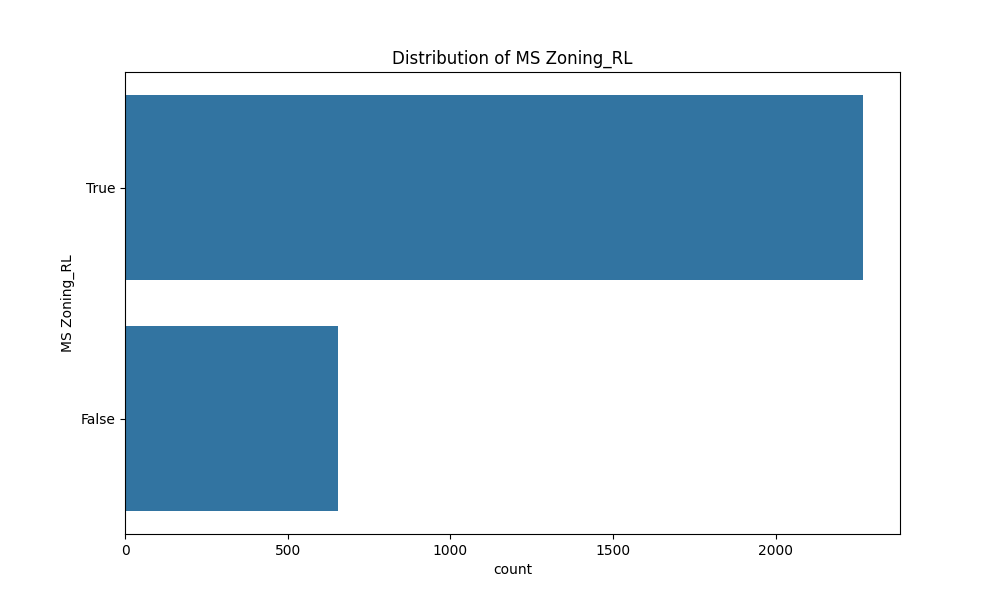 Distribution of MS Zoning_RL
True
False
MS Zoning_RL
0 500 1000 1500 2000
count